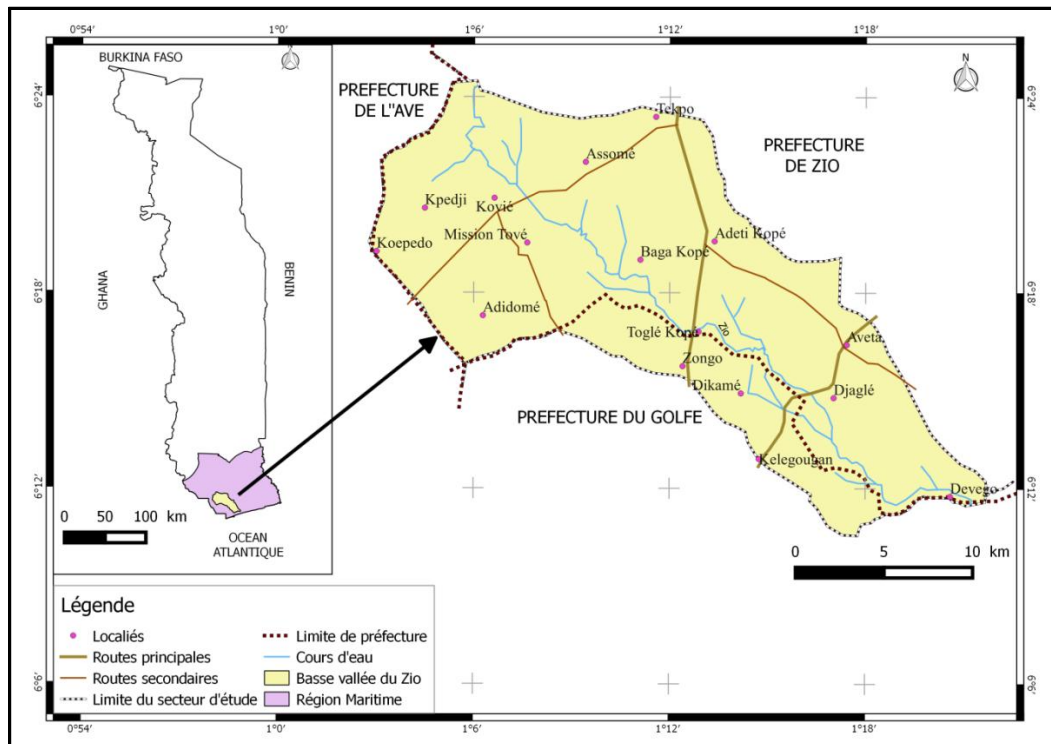 0°54′ 1°0′ 1°6′ 1°12′ 1°18′
BURKINA FASO
N
GHANA
BENIN
0 50 100 km
OCEAN
ATLANTIQUE
6°24′
6°18′
6°12′
6°6′
PREFECTURE
DE L"AVE
PREFECTURE
DE ZIO
PREFECTURE DU GOLFE
Tekpo
Assomé
Kpedji
Kovié
Mission Tové
Koepedo
Adeti Kopé
Baga Kopé
Adidomé
Toglé Kopé
Zio
Zongo
Aveta
Dikamé
Djaglé
Kelegougan
Devego
N
0 5 10 km
6°24′
6°18′
6°12′
6°6′
Légende
Localiés
Routes principales
Routes secondaires
Limite du secteur d'étude
Limite de préfecture
Cours d'eau
Basse vallée du Zio
Région Maritime
0°54′ 1°0′ 1°6′ 1°12′ 1°18′